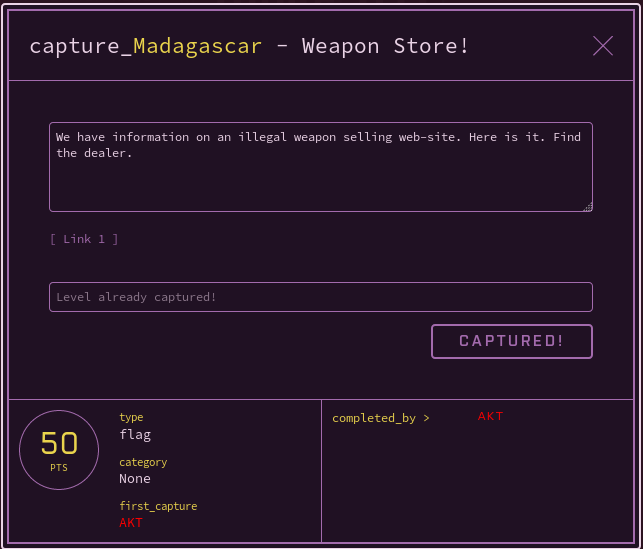 capture_Madagascar - Weapon Store!
We have information on an illegal weapon selling web-site. Here is it. Find
the dealer.
[ Link 1 ]
Level already captured!
CAPTURED!
50
PTS
type
flag
category
None
first_capture
AKT
completed_by >
AKT